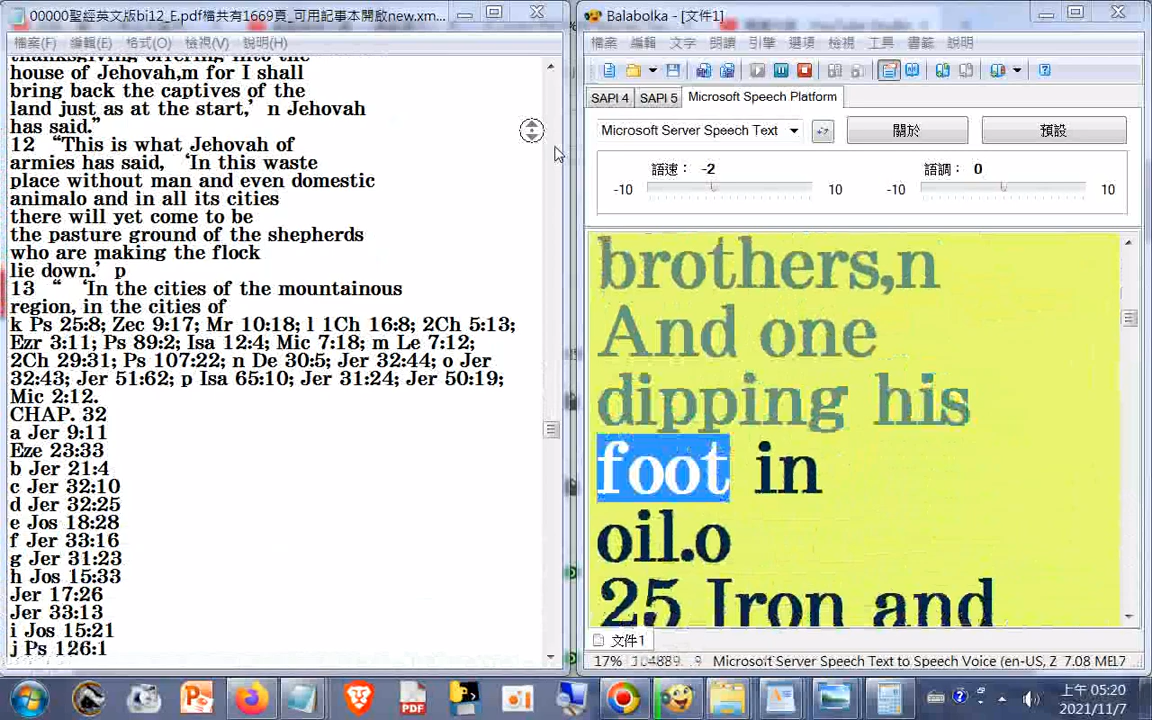 00000聖經英文版bi12_E.pdf檔共有1669頁_可用記事本開啟new.xm...
檔案(F) 編輯(E) 格式(O) 檢視(V) 說明(H)
thanksgiving offering into the
house of Jehovah,m for I shall
bring back the captives of the
land just as at the start,’ n Jehovah
has said.”
12 “This is what Jehovah of
armies has said, ‘In this waste
place without man and even domestic
animalo and in all its cities
there will yet come to be
the pasture ground of the shepherds
who are making the flock
lie down.’ p
13 “ ‘In the cities of the mountainous
region, in the cities of
k Ps 25:8; Zec 9:17; Mr 10:18; l 1Ch 16:8; 2Ch 5:13;
Ezr 3:11; Ps 89:2; Isa 12:4; Mic 7:18; m Le 7:12;
2Ch 29:31; Ps 107:22; n De 30:5; Jer 32:44; o Jer
32:43; Jer 51:62; p Isa 65:10; Jer 31:24; Jer 50:19;
Mic 2:12.
CHAP. 32
a Jer 9:11
Eze 23:33
b Jer 21:4
c Jer 32:10
d Jer 32:25
e Jos 18:28
f Jer 33:16
g Jer 31:23
h Jos 15:33
Jer 17:26
Jer 33:13
i Jos 15:21
j Ps 126:1
Balabolka - [文件1]
檔案 編輯 文字 朗讀 引擎 選項 檢視 工具 書籤 說明
SAPI 4 SAPI 5 Microsoft Speech Platform
Microsoft Server Speech Text 關於 預設
語速: -2 語調: 0
-10 10 -10 10
brothers,n
And one
dipping his
foot in
oil.o
25 Iron and
文件1
17% Microsoft Server Speech Text to Speech Voice (en-US, Z 7.08 ME
上午 05:20
2021/11/7